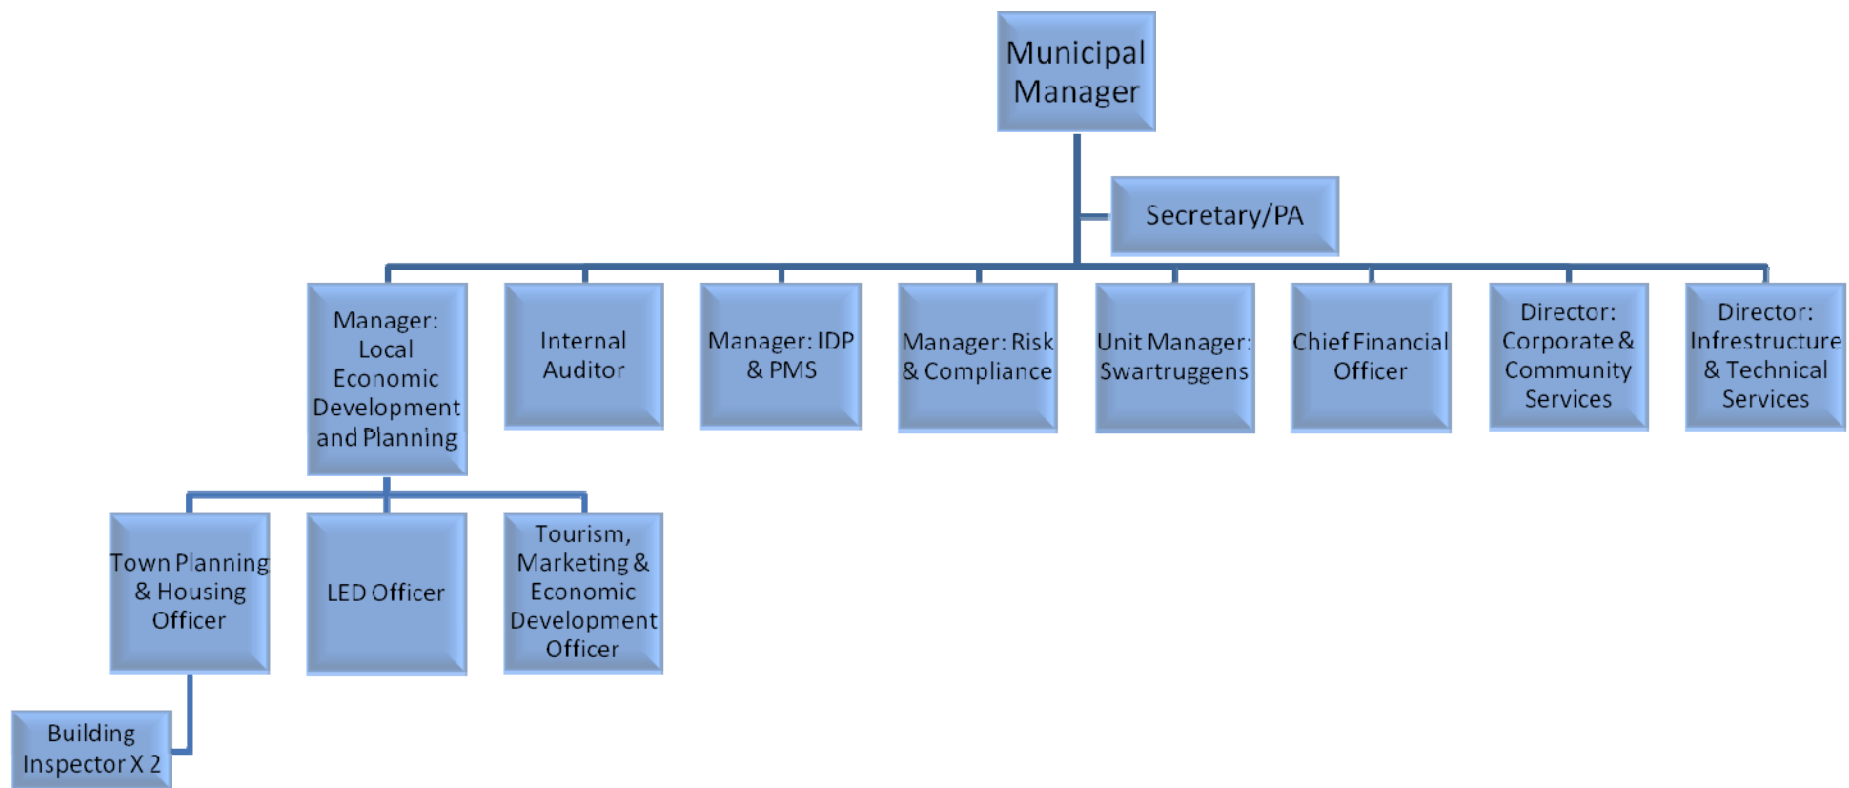 Municipal
Manager
Secretary/PA
Manager:
Local
Economic
Development
and Planning
Internal
Auditor
Manager: IDP
& PMS
Manager: Risk
& Compliance
Unit Manager:
Swartruggens
Chief Financial
Officer
Director:
Corporate &
Community
Services
Director:
Infrestructure
& Technical
Services
Town Planning
& Housing
Officer
LED Officer
Tourism,
Marketing &
Economic
Development
Officer
Building
Inspector X 2